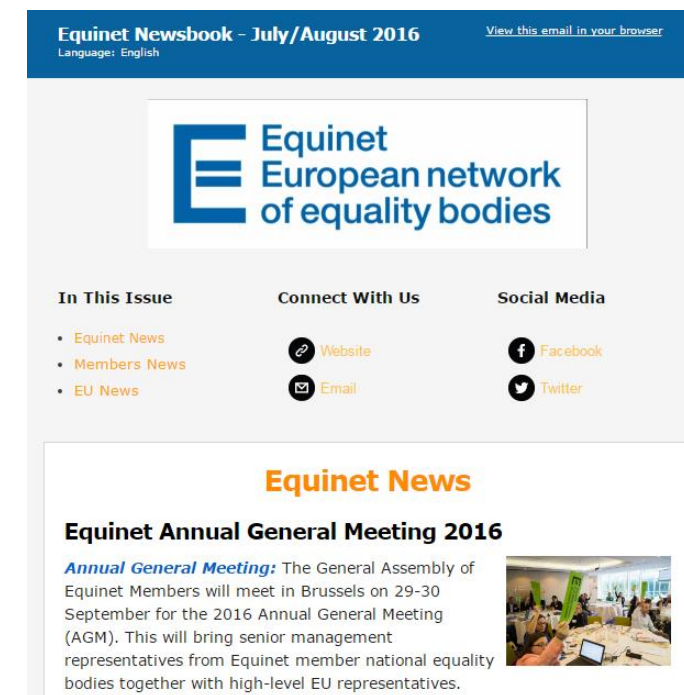 Equinet Newsbook - July/August 2016
Language: English
View this email in your browser
Equinet
European network
of equality bodies
In This Issue
• Equinet News
• Members News
• EU News
Connect With Us
Website
Email
Social Media
Facebook
Twitter
Equinet News
Equinet Annual General Meeting 2016
Annual General Meeting: The General Assembly of
Equinet Members will meet in Brussels on 29-30
September for the 2016 Annual General Meeting
(AGM). This will bring senior management
representatives from Equinet member national equality
bodies together with high-level EU representatives.